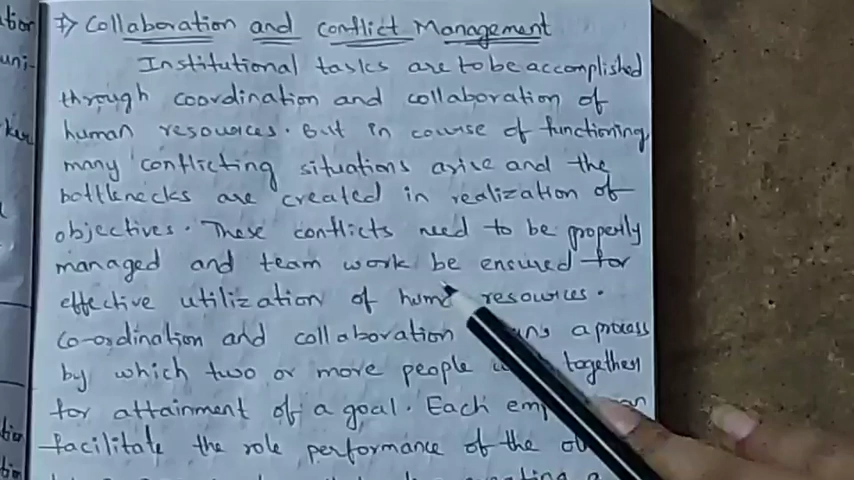 7) Collaboration and conflict Management
Institutional tasks are to be accomplished
through coordination and collaboration of
human resources. But in course of functioning
many conflicting situations arise and the
bottlenecks are created in realization of
objectives. These conflicts need to be properly
managed and team work be ensured for
effective utilization of resources.
Co-ordination and collaboration a process
by which two or more people together
for attainment of a goal. Each
facilitate the role performance of the